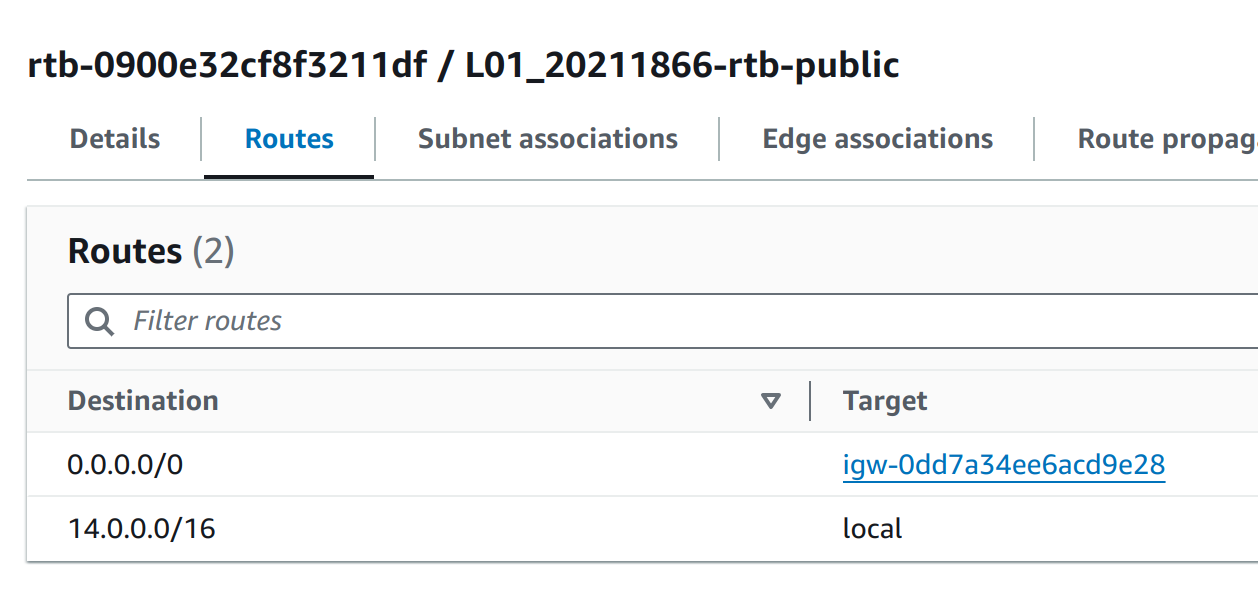 rtb-0900e32cf8f3211df / L01_20211866-rtb-public
Details Routes Subnet associations Edge associations Route propag
Routes (2)
Filter routes
Destination Target
0.0.0.0/0 igw-0dd7a34ee6acd9e28
14.0.0.0/16 local